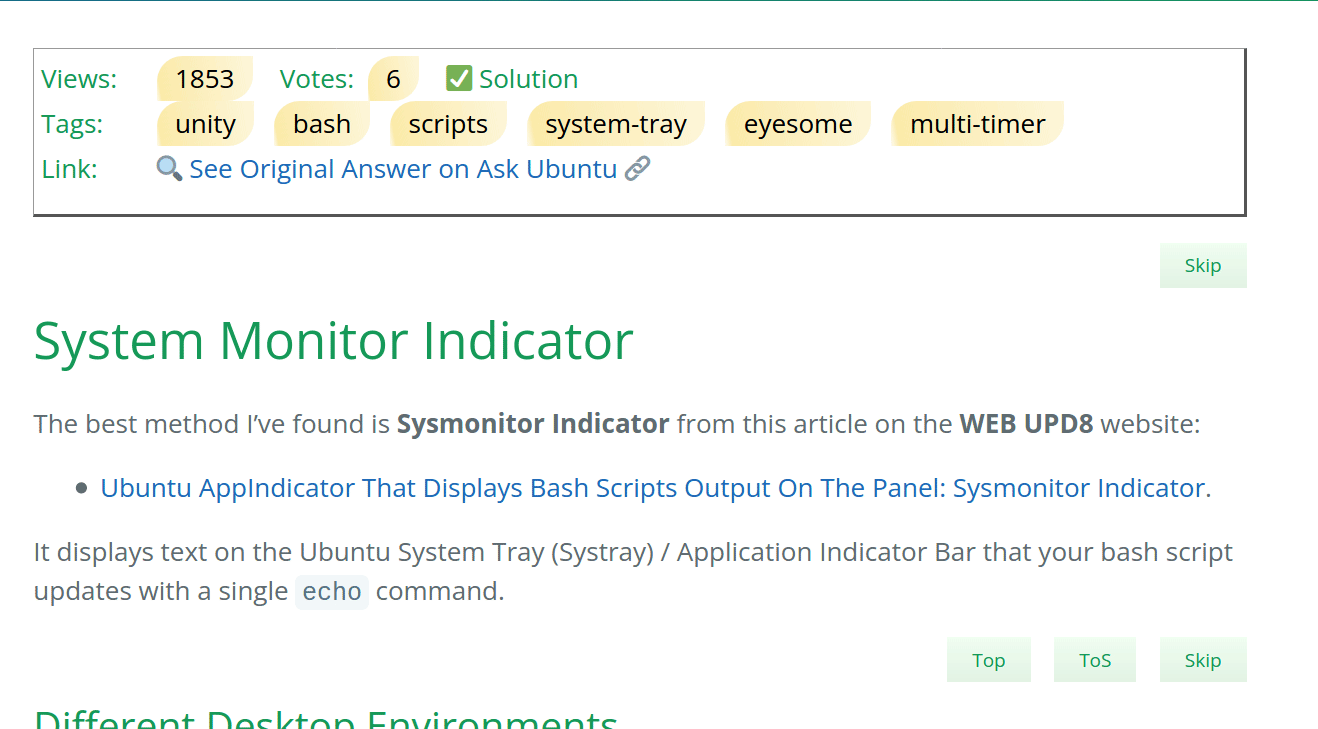 Views: 1853 Votes: 6 ✅ Solution
Tags: unity bash scripts system-tray eyesome multi-timer
Link: 🔍 See Original Answer on Ask Ubuntu 🔗
Skip
System Monitor Indicator
The best method I’ve found is Sysmonitor Indicator from this article on the WEB UPD8 website:
• Ubuntu AppIndicator That Displays Bash Scripts Output On The Panel: Sysmonitor Indicator.
It displays text on the Ubuntu System Tray (Systray) / Application Indicator Bar that your bash script
updates with a single echo command.
Top ToS Skip
Different Desktop Environments